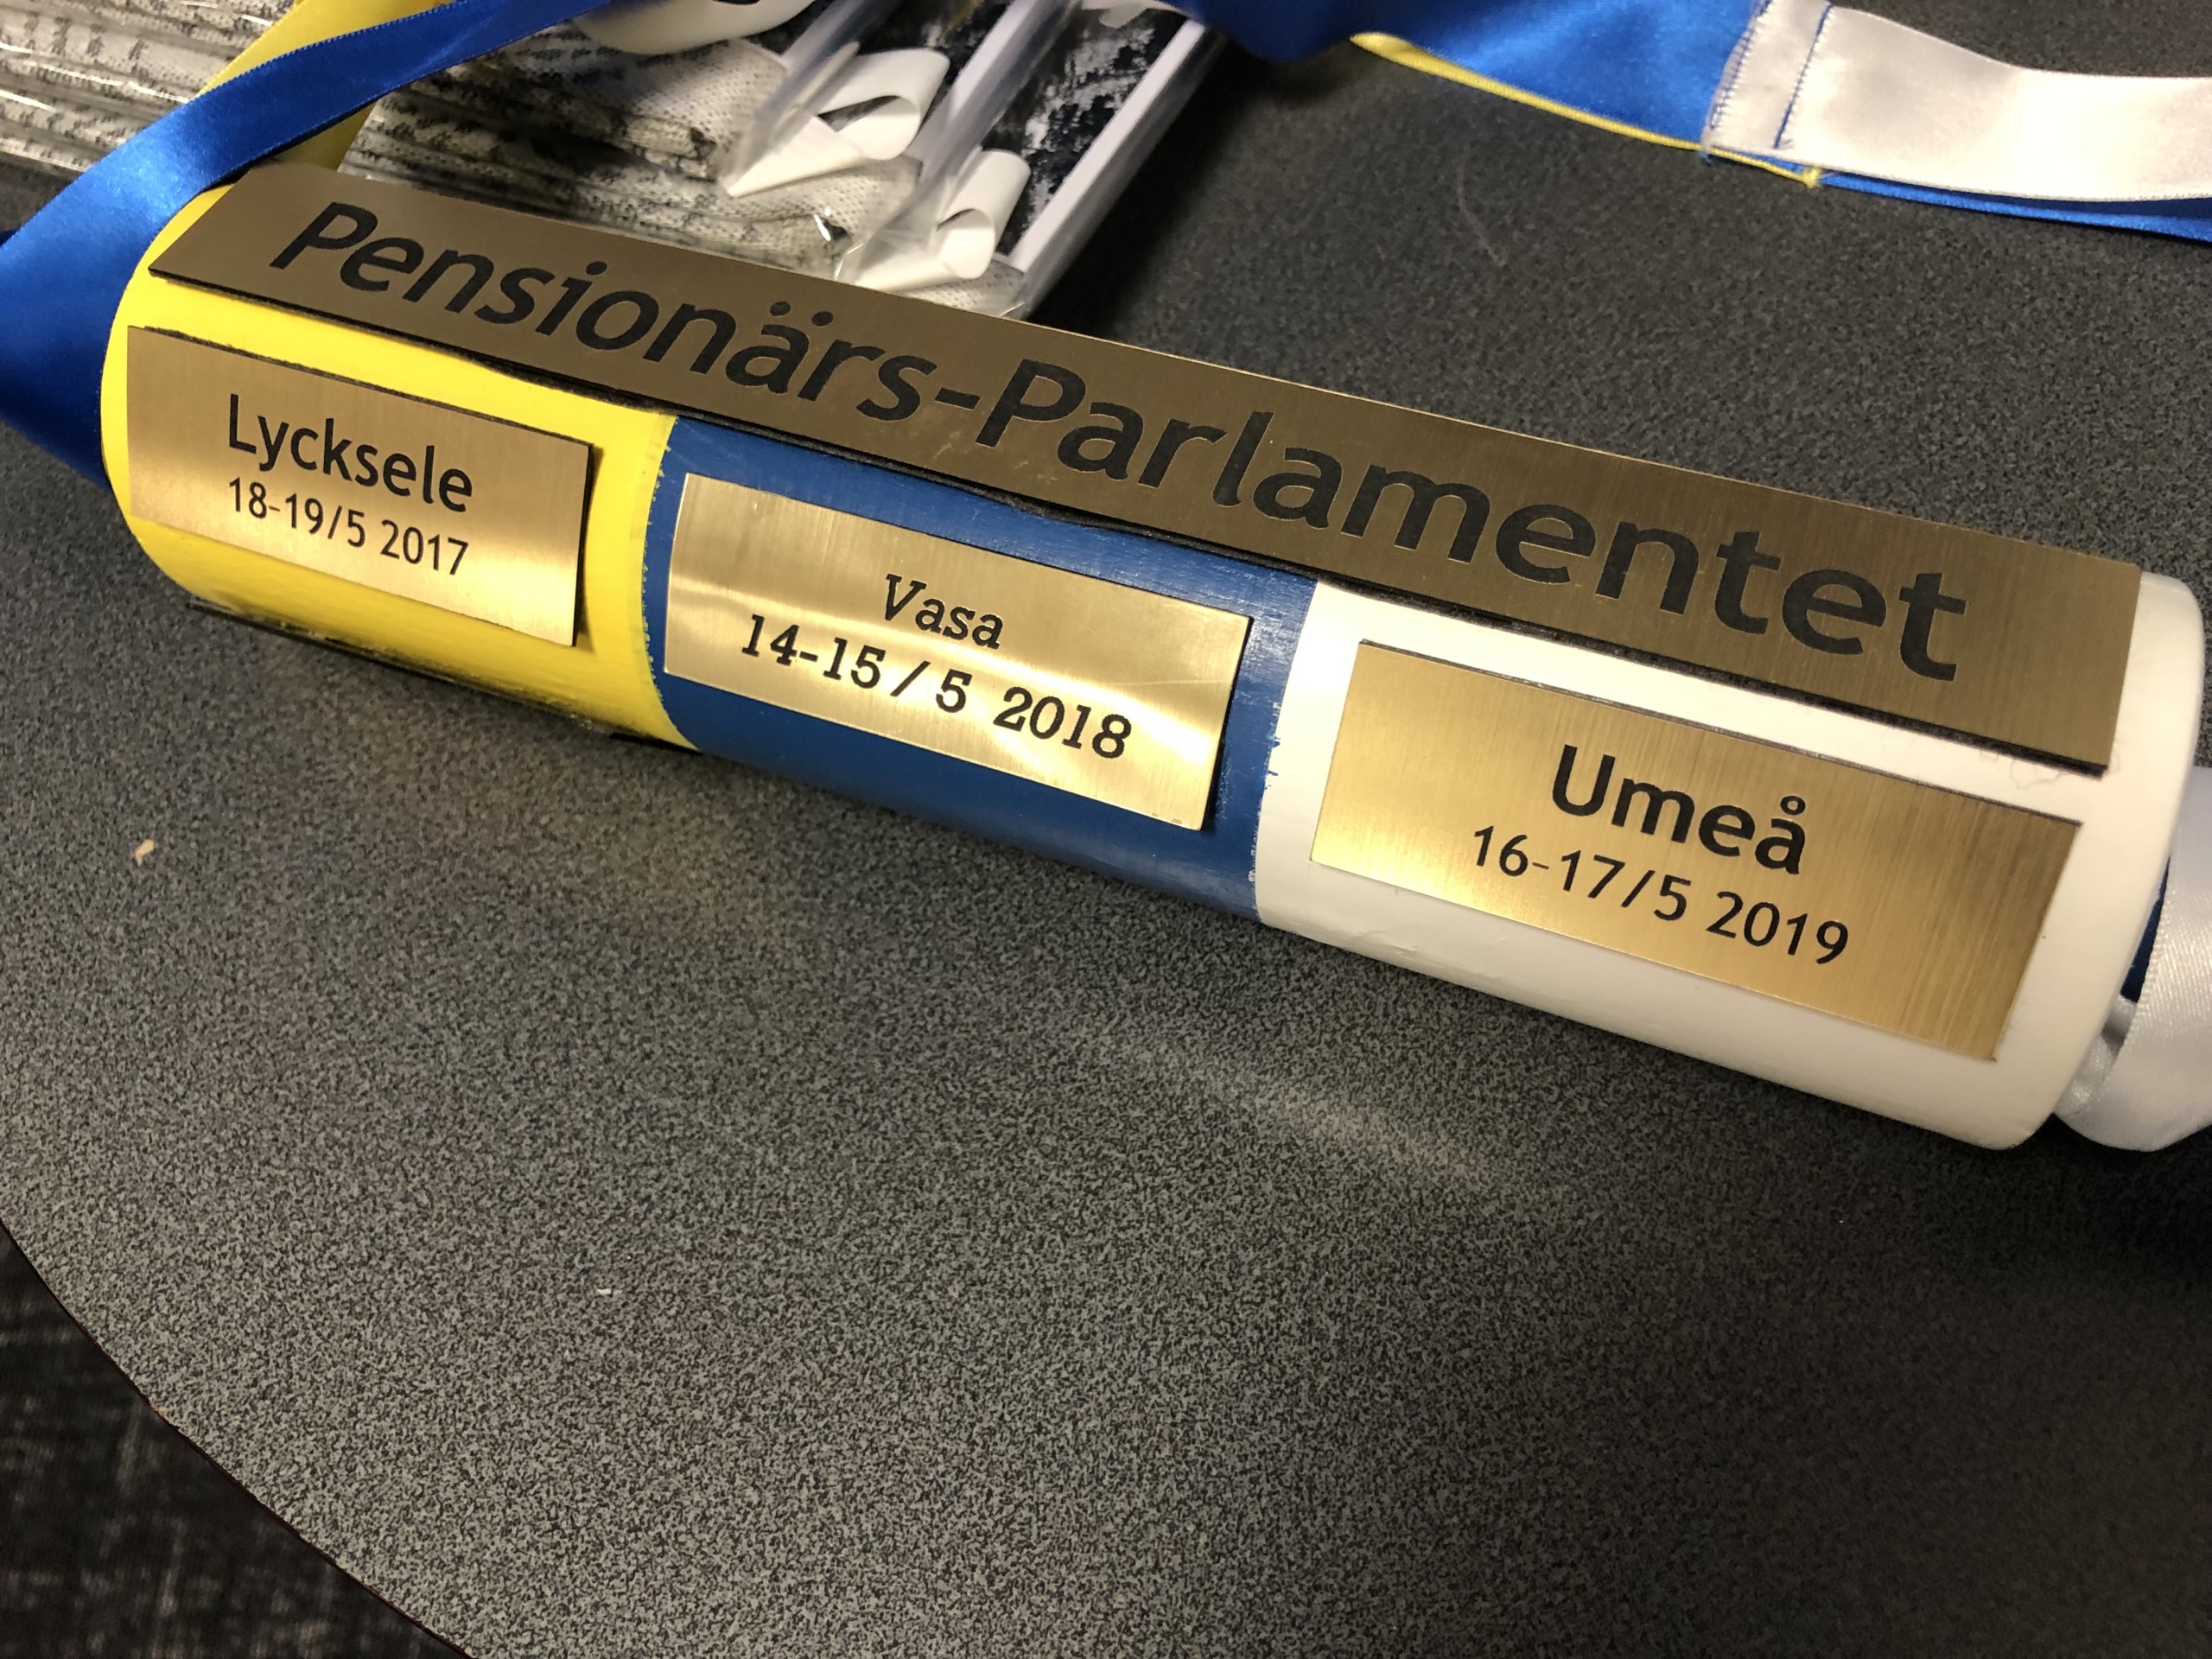 Pensionärs-Parlamentet
Lycksele
18-19/5 2017
Vasa
14-15/5 2018
Umeå
16-17/5 2019